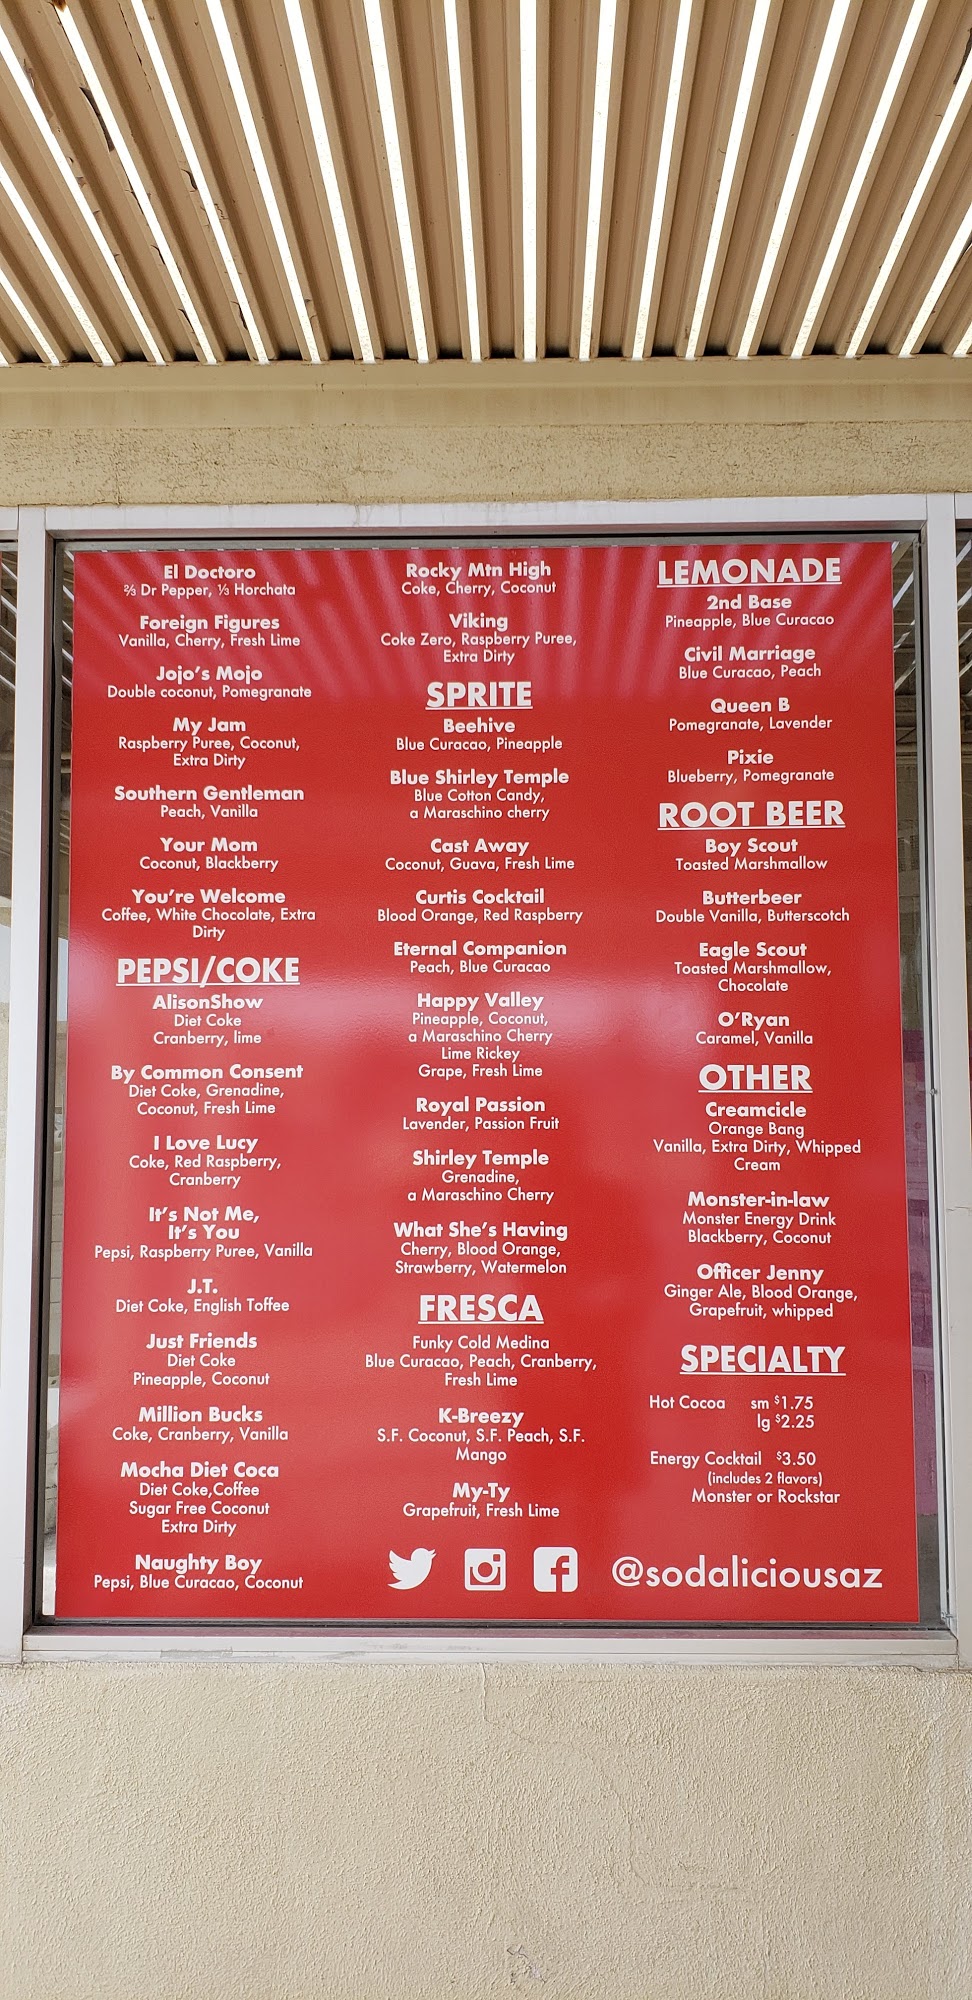 El Doctoro
⅔ Dr Pepper, ⅓ Horchata
Foreign Figures
Vanilla, Cherry, Fresh Lime
Jojo's Mojo
Double coconut, Pomegranate
My Jam
Raspberry Puree, Coconut,
Extra Dirty
Southern Gentleman
Peach, Vanilla
Your Mom
Coconut, Blackberry
You're Welcome
Coffee, White Chocolate, Extra
Dirty
PEPSI/COKE
AlisonShow
Diet Coke
Cranberry, lime
By Common Consent
Diet Coke, Grenadine,
Coconut, Fresh Lime
I Love Lucy
Coke, Red Raspberry,
Cranberry
It's Not Me,
It's You
Pepsi, Raspberry Puree, Vanilla
J.T.
Diet Coke, English Toffee
Just Friends
Diet Coke
Pineapple, Coconut
Million Bucks
Coke, Cranberry, Vanilla
Mocha Diet Coca
Diet Coke,Coffee
Sugar Free Coconut
Extra Dirty
Naughty Boy
Pepsi, Blue Curacao, Coconut
Rocky Mtn High
Coke, Cherry, Coconut
Viking
Coke Zero, Raspberry Puree,
Extra Dirty
SPRITE
Beehive
Blue Curacao, Pineapple
Blue Shirley Temple
Blue Cotton Candy,
a Maraschino cherry
Cast Away
Coconut, Guava, Fresh Lime
Curtis Cocktail
Blood Orange, Red Raspberry
Eternal Companion
Peach, Blue Curacao
Happy Valley
Pineapple, Coconut,
a Maraschino Cherry
Lime Rickey
Grape, Fresh Lime
Royal Passion
Lavender, Passion Fruit
Shirley Temple
Grenadine,
a Maraschino Cherry
What She's Having
Cherry, Blood Orange,
Strawberry, Watermelon
FRESCA
Funky Cold Medina
Blue Curacao, Peach, Cranberry,
Fresh Lime
K-Breezy
S.F. Coconut, S.F. Peach, S.F.
Mango
My-Ty
Grapefruit, Fresh Lime
LEMONADE
2nd Base
Pineapple, Blue Curacao
Civil Marriage
Blue Curacao, Peach
Queen B
Pomegranate, Lavender
Pixie
Blueberry, Pomegranate
ROOT BEER
Boy Scout
Toasted Marshmallow
Butterbeer
Double Vanilla, Butterscotch
Eagle Scout
Toasted Marshmallow,
Chocolate
O'Ryan
Caramel, Vanilla
OTHER
Creamcicle
Orange Bang
Vanilla, Extra Dirty, Whipped
Cream
Monster-in-law
Monster Energy Drink
Blackberry, Coconut
Officer Jenny
Ginger Ale, Blood Orange,
Grapefruit, whipped
SPECIALTY
Hot Cocoa sm $1.75
lg $2.25
Energy Cocktail $3.50
(includes 2 flavors)
Monster or Rockstar
@sodaliciousaz